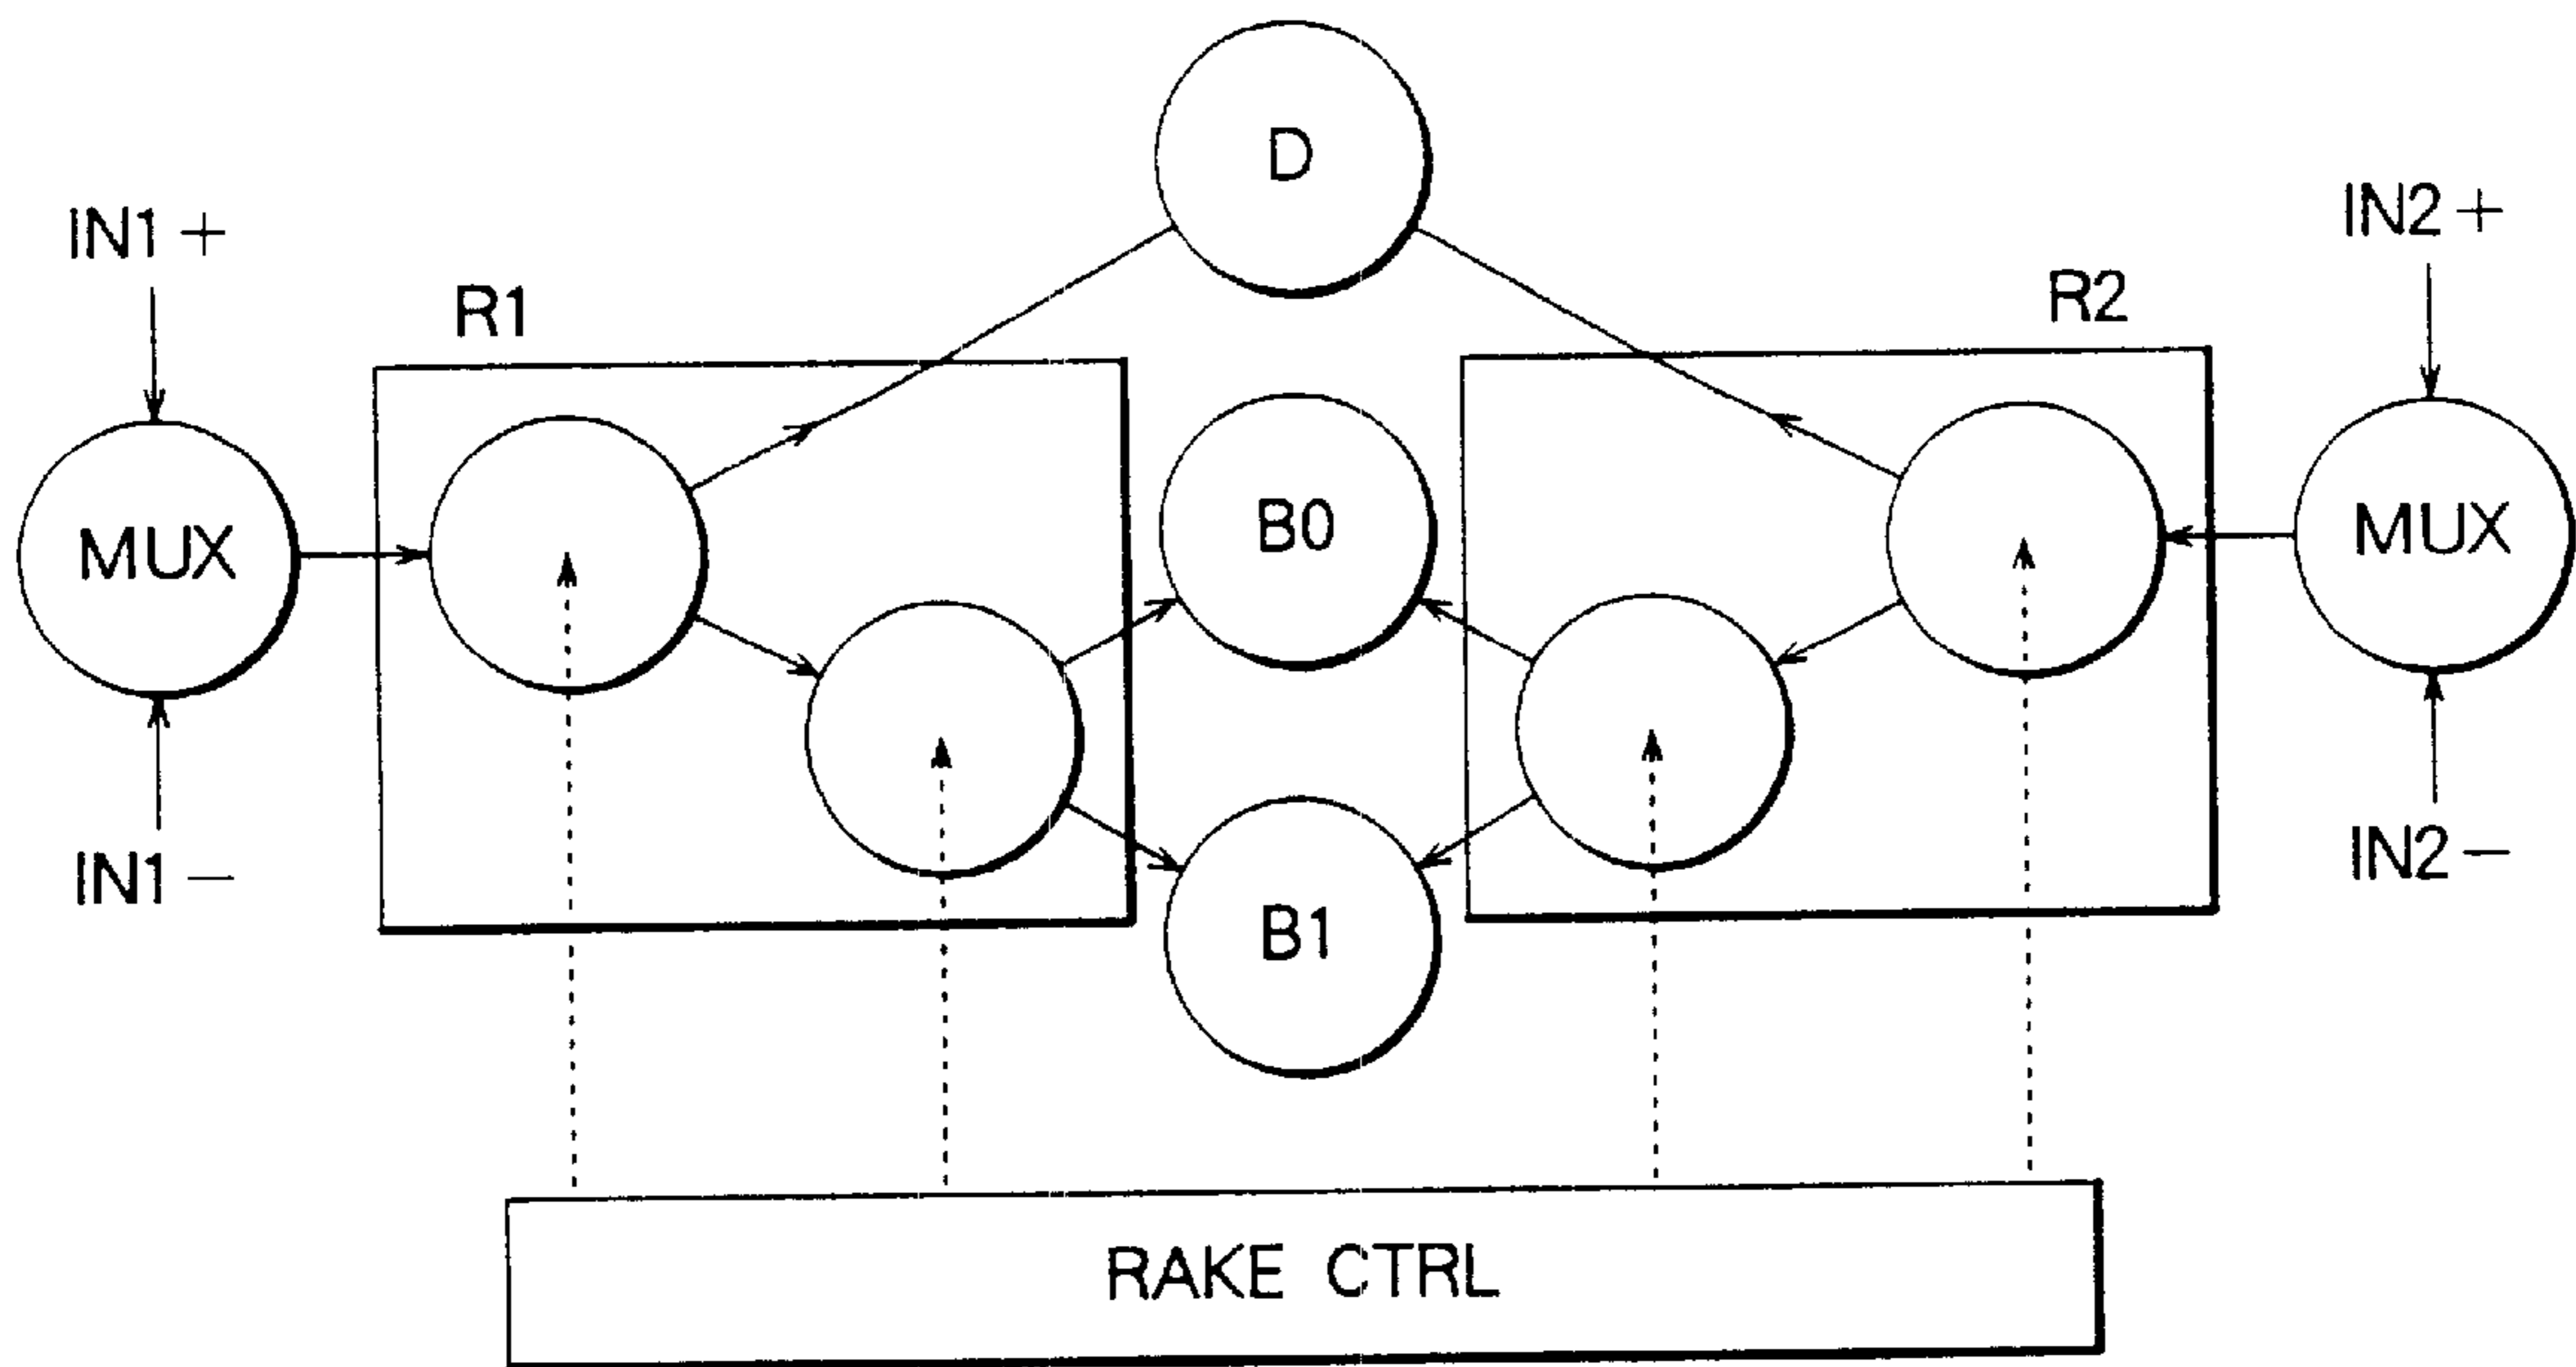 D
IN1+
IN2+
R1
R2
MUX
B0
MUX
IN1−
IN2−
B1
RAKE CTRL